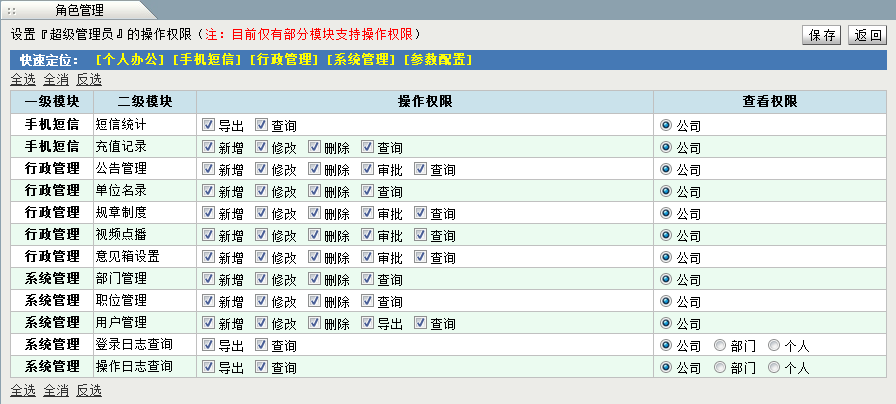 角色管理
设置『超级管理员』的操作权限（注：目前仅有部分模块支持操作权限） 保存 返回
快速定位： [个人办公] [手机短信] [行政管理] [系统管理] [参数配置]
全选 全消 反选
一级模块 二级模块 操作权限 查看权限
手机短信 短信统计 导出 查询 公司
手机短信 充值记录 新增 修改 删除 查询 公司
行政管理 公告管理 新增 修改 删除 审批 查询 公司
行政管理 单位名录 新增 修改 删除 查询 公司
行政管理 规章制度 新增 修改 删除 审批 查询 公司
行政管理 视频点播 新增 修改 删除 审批 查询 公司
行政管理 意见箱设置 新增 修改 删除 审批 查询 公司
系统管理 部门管理 新增 修改 删除 查询 公司
系统管理 职位管理 新增 修改 删除 查询 公司
系统管理 用户管理 新增 修改 删除 导出 查询 公司
系统管理 登录日志查询 导出 查询 公司 部门 个人
系统管理 操作日志查询 导出 查询 公司 部门 个人
全选 全消 反选